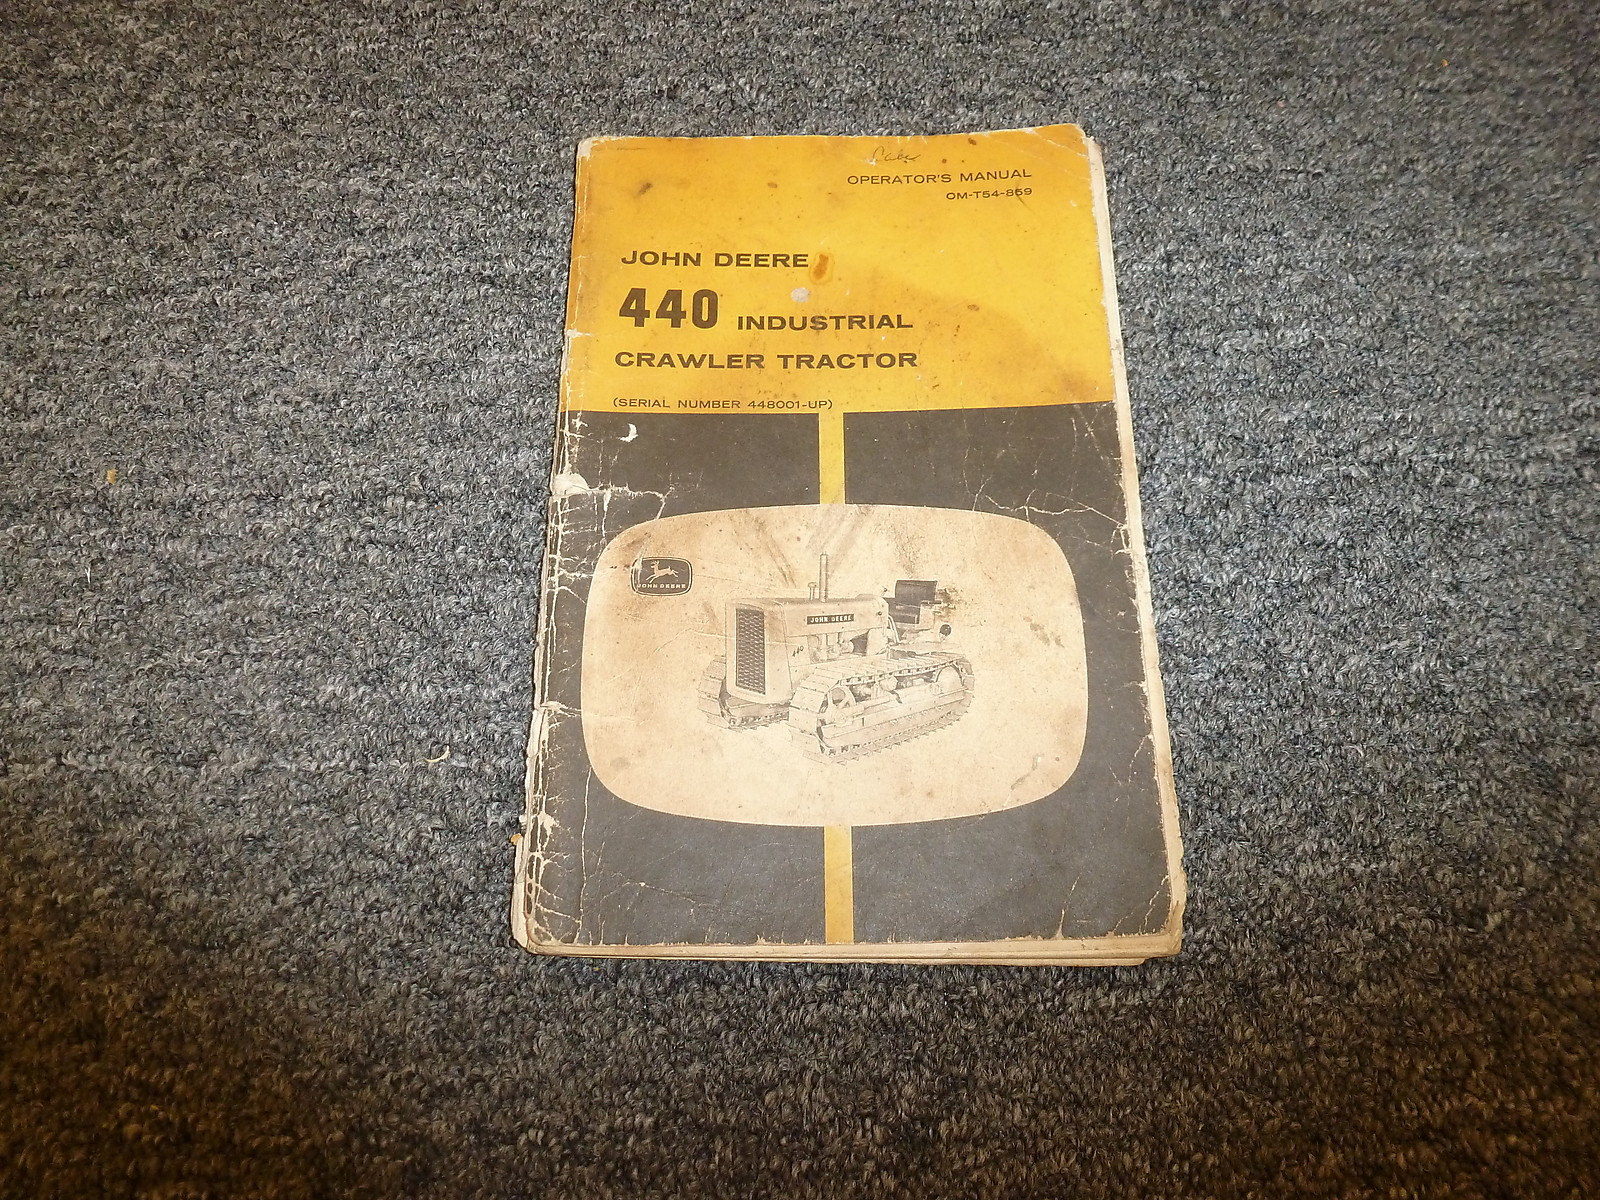 OPERATOR'S MANUAL
OM-T54-859
JOHN DEERE
440 INDUSTRIAL
CRAWLER TRACTOR
(SERIAL NUMBER 448001-UP)
JOHN DEERE
JOHN DEERE
440